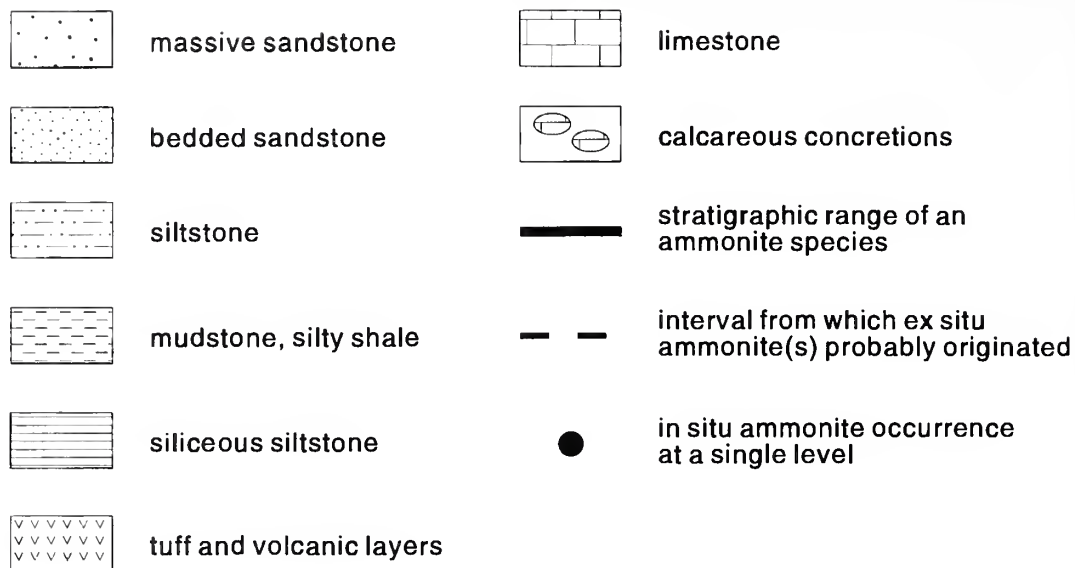 massive sandstone
bedded sandstone
siltstone
mudstone, silty shale
siliceous siltstone
tuff and volcanic layers
limestone
calcareous concretions
stratigraphic range of an
ammonite species
interval from which ex situ
ammonite(s) probably originated
in situ ammonite occurrence
at a single level